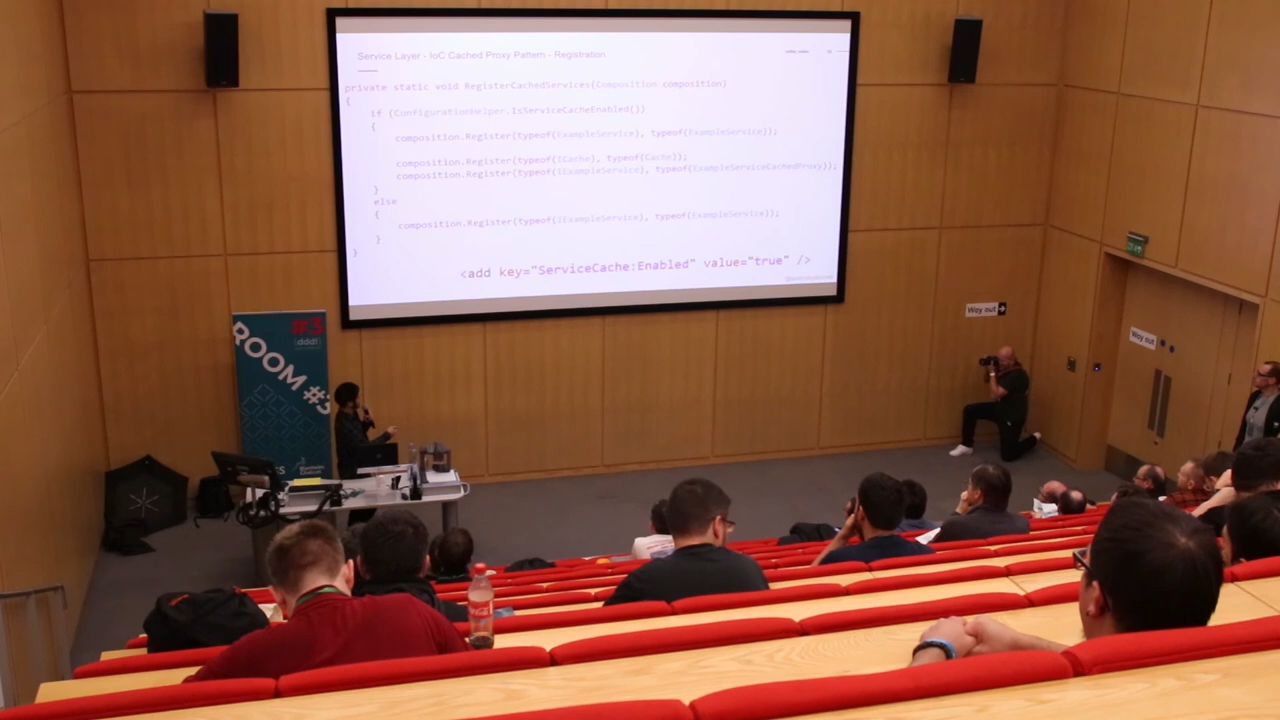 Service Layer - IoC Cached Proxy Pattern - Registration
private static void RegisterCachedServices(Composition composition)
{
if (ConfigurationHelper.IsServiceCacheEnabled())
{
composition.Register(typeof(ExampleService), typeof(ExampleService));
composition.Register(typeof(ICache), typeof(Cache));
composition.Register(typeof(IExampleService), typeof(ExampleServiceCachedProxy));
}
else
{
composition.Register(typeof(IExampleService), typeof(ExampleService));
}
}
<add key="ServiceCache:Enabled" value="true" />
#3
ROOM #3
Way out
Way out
Coca-Cola